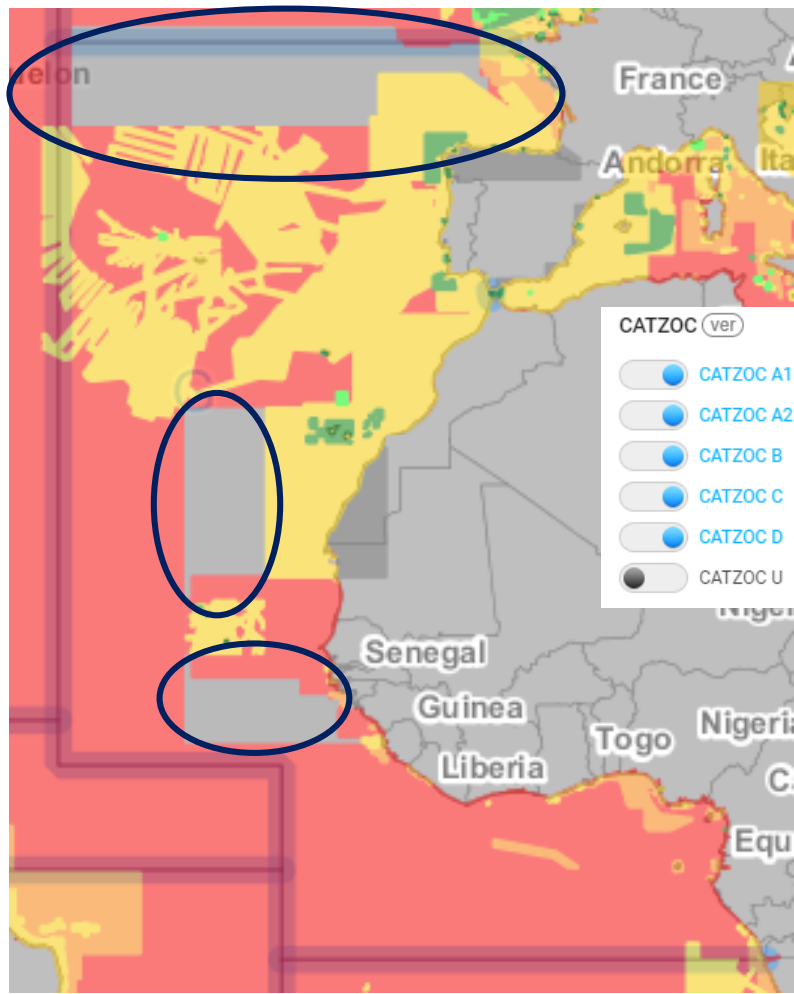 uelon
France
Andorra
Ita
CATZOC ver
CATZOC A1
CATZOC A2
CATZOC B
CATZOC C
CATZOC D
CATZOC U
Senegal
Guinea
Nigeria
Togo
Liberia
C
Equ